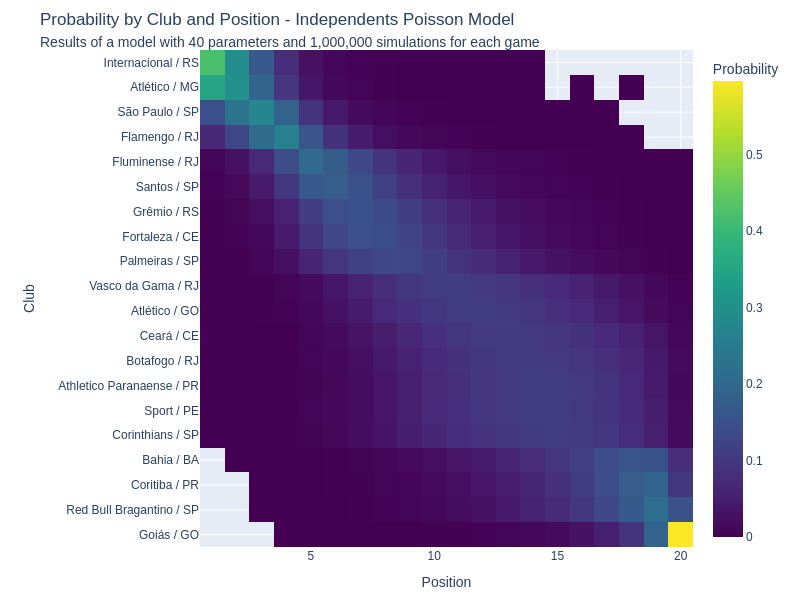 Probability by Club and Position - Independents Poisson Model
Results of a model with 40 parameters and 1,000,000 simulations for each game
Internacional / RS
Atlético / MG
São Paulo / SP
Flamengo / RJ
Fluminense / RJ
Santos / SP
Grêmio / RS
Fortaleza / CE
Palmeiras / SP
Vasco da Gama / RJ
Atlético / GO
Ceará / CE
Botafogo / RJ
Athletico Paranaense / PR
Sport / PE
Corinthians / SP
Bahia / BA
Coritiba / PR
Red Bull Bragantino / SP
Goiás / GO
Club
5
10
15
20
Position
Probability
0.5
0.4
0.3
0.2
0.1
0